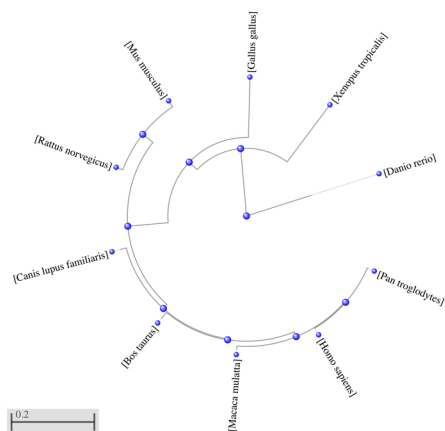 [Gallus gallus]
[Mus musculus]
[Xenopus tropicalis]
[Rattus norvegicus]
[Danio rerio]
[Canis lupus familiaris]
[Pan troglodytes]
[Bos taurus]
[Homo sapiens]
[Macaca mulatta]
0.2